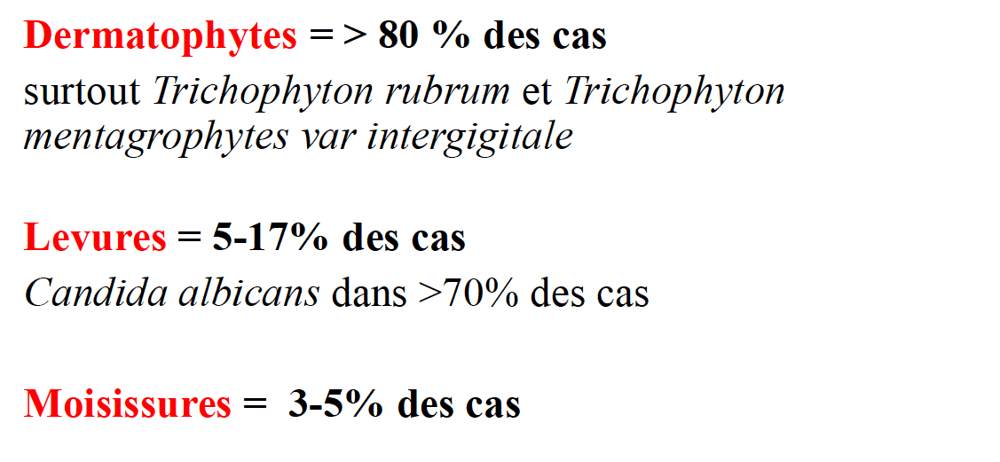 Dermatophytes = > 80 % des cas
surtout Trichophyton rubrum et Trichophyton
mentagrophytes var intergigitale
Levures = 5-17% des cas
Candida albicans dans >70% des cas
Moisissures = 3-5% des cas